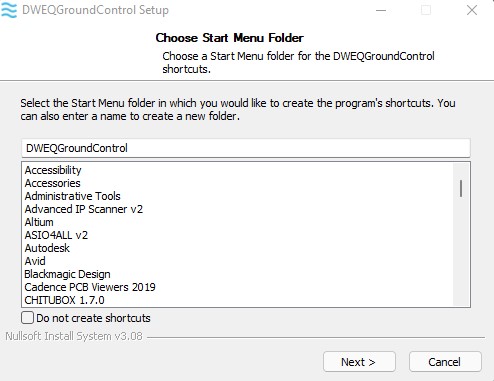 DWEQGroundControl Setup
Choose Start Menu Folder
Choose a Start Menu folder for the DWEQGroundControl
shortcuts.
Select the Start Menu folder in which you would like to create the program's shortcuts. You
can also enter a name to create a new folder.
DWEQGroundControl
Accessibility
Accessories
Administrative Tools
Advanced IP Scanner v2
Altium
ASIO4ALL v2
Autodesk
Avid
Blackmagic Design
Cadence PCB Viewers 2019
CHITUBOX 1.7.0
Do not create shortcuts
Nullsoft Install System v3.08
Next >
Cancel